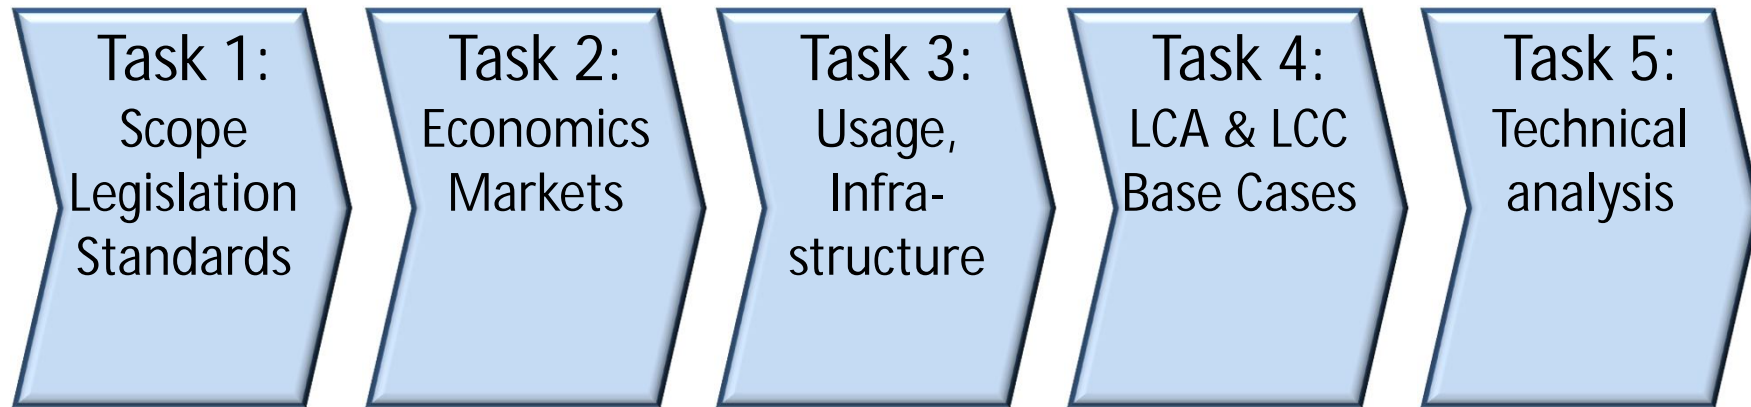 Task 1:
Scope
Legislation
Standards
Task 2:
Economics
Markets
Task 3:
Usage,
Infra-
structure
Task 4:
LCA & LCC
Base Cases
Task 5:
Technical
analysis